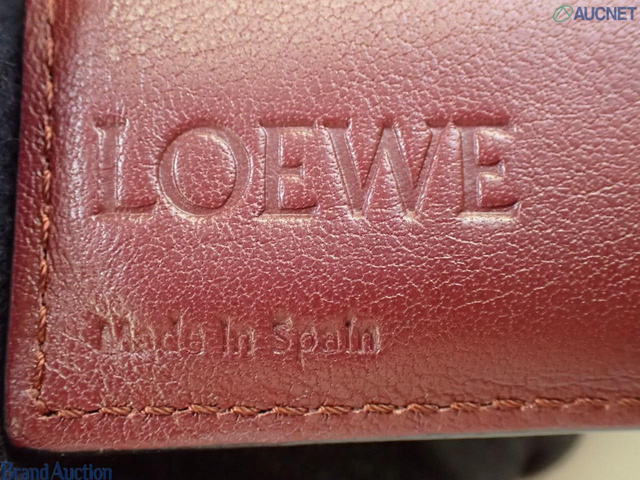 AUCNET
LOEWE
Made In Spain
Brand Auction